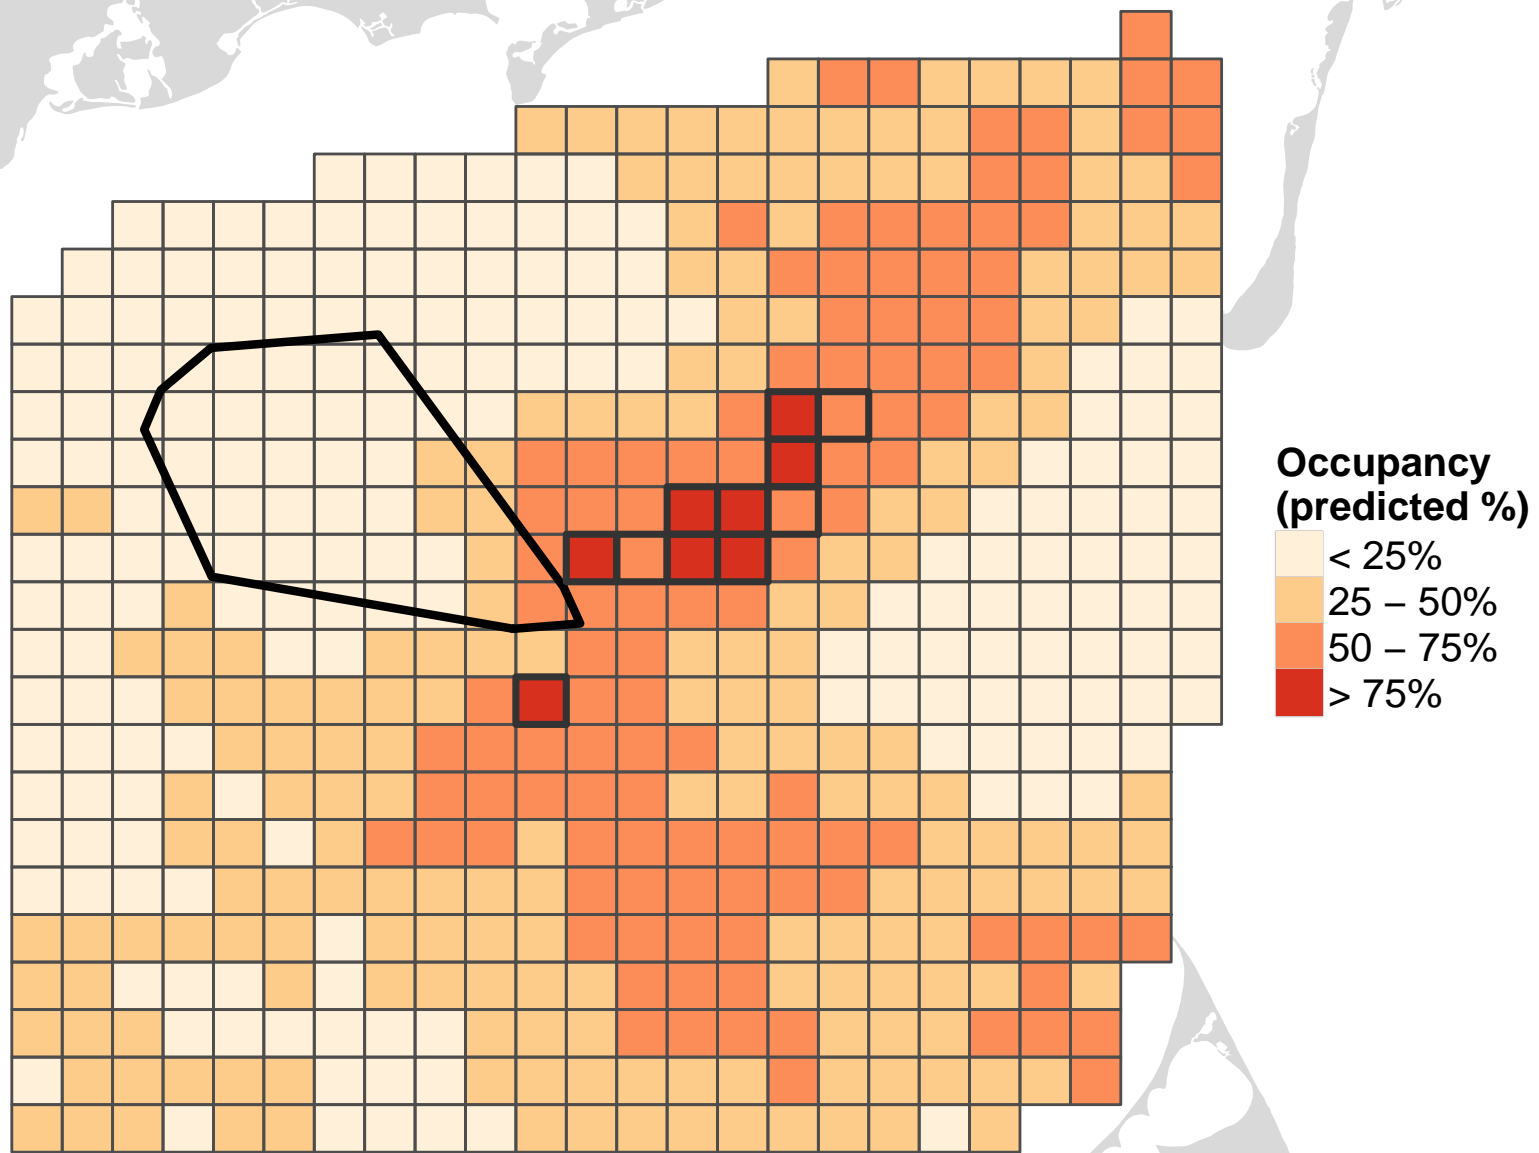 Occupancy
(predicted %)
< 25%
25 – 50%
50 – 75%
> 75%